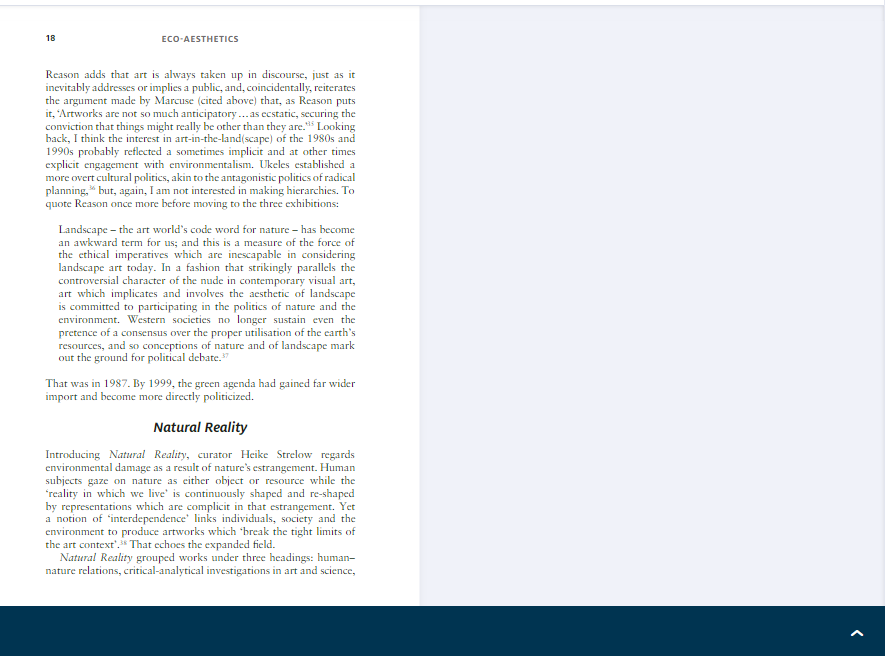 18
ECO-AESTHETICS
Reason adds that art is always taken up in discourse, just as it
inevitably addresses or implies a public, and, coincidentally, reiterates
the argument made by Marcuse (cited above) that, as Reason puts
it, ‘Artworks are not so much anticipatory … as ecstatic, securing the
conviction that things might really be other than they are.’³⁵ Looking
back, I think the interest in art-in-the-land(scape) of the 1980s and
1990s probably reflected a sometimes implicit and at other times
explicit engagement with environmentalism. Ukeles established a
more overt cultural politics, akin to the antagonistic politics of radical
planning,³⁶ but, again, I am not interested in making hierarchies. To
quote Reason once more before moving to the three exhibitions:
Landscape – the art world’s code word for nature – has become
an awkward term for us; and this is a measure of the force of
the ethical imperatives which are inescapable in considering
landscape art today. In a fashion that strikingly parallels the
controversial character of the nude in contemporary visual art,
art which implicates and involves the aesthetic of landscape
is committed to participating in the politics of nature and the
environment. Western societies no longer sustain even the
pretence of a consensus over the proper utilisation of the earth’s
resources, and so conceptions of nature and of landscape mark
out the ground for political debate.³⁷
That was in 1987. By 1999, the green agenda had gained far wider
import and become more directly politicized.
Natural Reality
Introducing Natural Reality, curator Heike Strelow regards
environmental damage as a result of nature’s estrangement. Human
subjects gaze on nature as either object or resource while the
‘reality in which we live’ is continuously shaped and re-shaped
by representations which are complicit in that estrangement. Yet
a notion of ‘interdependence’ links individuals, society and the
environment to produce artworks which ‘break the tight limits of
the art context’.³⁸ That echoes the expanded field.
Natural Reality grouped works under three headings: human–
nature relations, critical-analytical investigations in art and science,